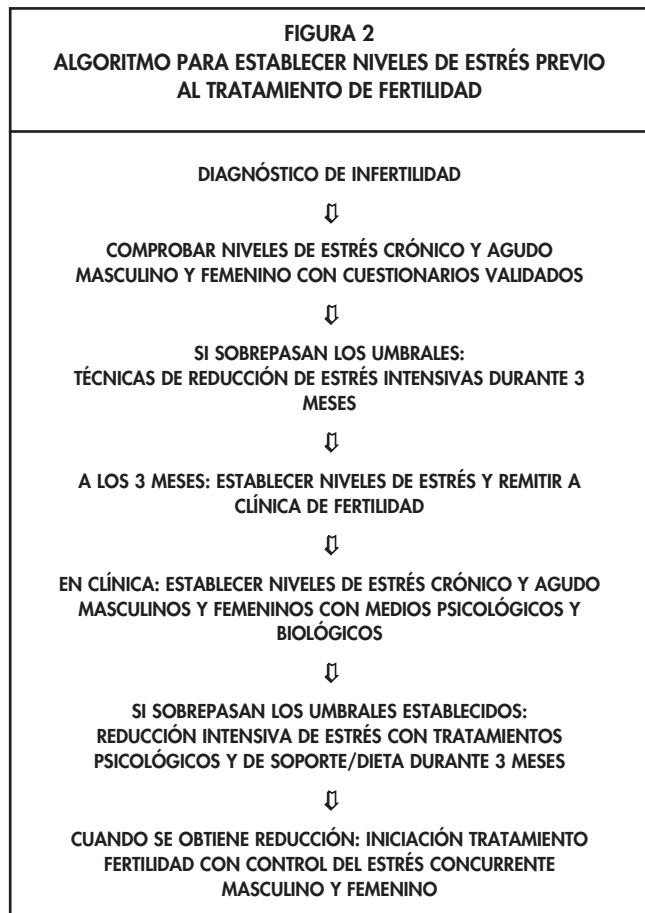 FIGURA 2
ALGORITMO PARA ESTABLECER NIVELES DE ESTRÉS PREVIO
AL TRATAMIENTO DE FERTILIDAD
DIAGNÓSTICO DE INFERTILIDAD
⇩
COMPROBAR NIVELES DE ESTRÉS CRÓNICO Y AGUDO
MASCULINO Y FEMENINO CON CUESTIONARIOS VALIDADOS
⇩
SI SOBREPASAN LOS UMBRALES:
TÉCNICAS DE REDUCCIÓN DE ESTRÉS INTENSIVAS DURANTE 3
MESES
⇩
A LOS 3 MESES: ESTABLECER NIVELES DE ESTRÉS Y REMITIR A
CLÍNICA DE FERTILIDAD
⇩
EN CLÍNICA: ESTABLECER NIVELES DE ESTRÉS CRÓNICO Y AGUDO
MASCULINOS Y FEMENINOS CON MEDIOS PSICOLÓGICOS Y
BIOLÓGICOS
⇩
SI SOBREPASAN LOS UMBRALES ESTABLECIDOS:
REDUCCIÓN INTENSIVA DE ESTRÉS CON TRATAMIENTOS
PSICOLÓGICOS Y DE SOPORTE/DIETA DURANTE 3 MESES
⇩
CUANDO SE OBTIENE REDUCCIÓN: INICIACIÓN TRATAMIENTO
FERTILIDAD CON CONTROL DEL ESTRÉS CONCURRENTE
MASCULINO Y FEMENINO